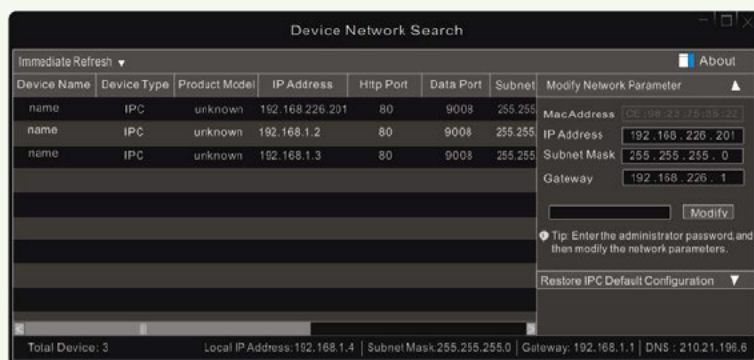 Device Network Search
Immediate Refresh ▼ About
Device Name Device Type Product Model IP Address Http Port Data Port Subnet Modify Network Parameter
name IPC unknown 192.168.226.201 80 9008 255.255
name IPC unknown 192.168.1.2 80 9008 255.255.
name IPC unknown 192.168.1.3 80 9008 255.255.
MacAddress
IP Address 192.168.226.201
Subnet Mask 255.255.255.0
Gateway 192.168.226.1
Modify
Tip: Enter the administrator password, and
then modify the network parameters.
Restore IPC Default Configuration ▼
Total Device: 3 Local IP Address:192.168.1.4 Subnet Mask:255.255.255.0 Gateway: 192.168.1.1 DNS : 210.21.196.6